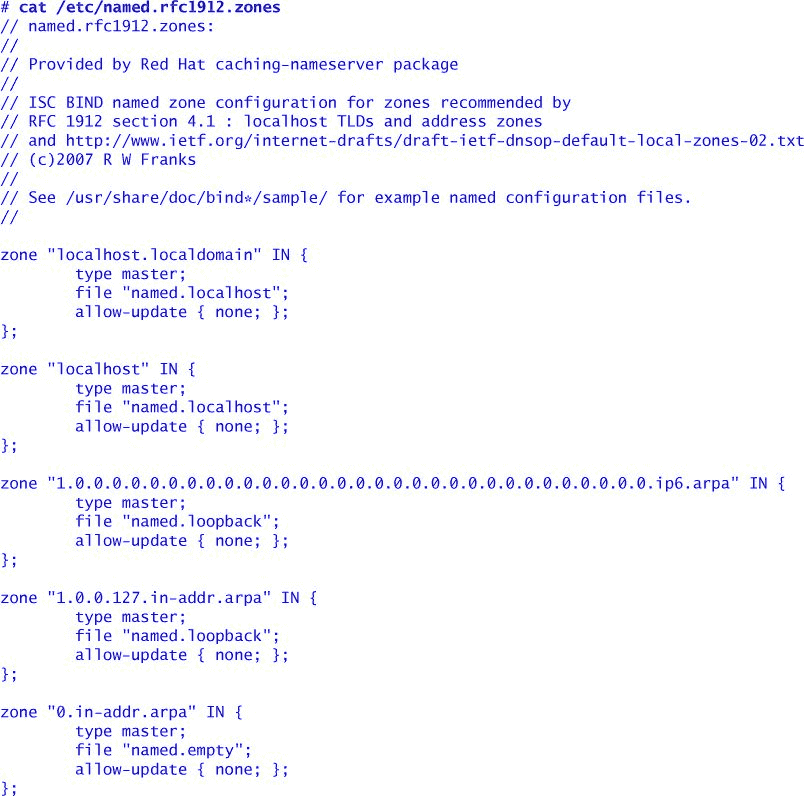 # cat /etc/named.rfc1912.zones
// named.rfc1912.zones:
//
// Provided by Red Hat caching-nameserver package
//
// ISC BIND named zone configuration for zones recommended by
// RFC 1912 section 4.1 : localhost TLDs and address zones
// and http://www.ietf.org/internet-drafts/draft-ietf-dnsop-default-local-zones-02.txt
// (c)2007 R W Franks
//
// See /usr/share/doc/bind*/sample/ for example named configuration files.
//
zone "localhost.localdomain" IN {
        type master;
        file "named.localhost";
        allow-update { none; };
};
zone "localhost" IN {
        type master;
        file "named.localhost";
        allow-update { none; };
};
zone "1.0.0.0.0.0.0.0.0.0.0.0.0.0.0.0.0.0.0.0.0.0.0.0.0.0.0.0.0.0.0.0.ip6.arpa" IN {
        type master;
        file "named.loopback";
        allow-update { none; };
};
zone "1.0.0.127.in-addr.arpa" IN {
        type master;
        file "named.loopback";
        allow-update { none; };
};
zone "0.in-addr.arpa" IN {
        type master;
        file "named.empty";
        allow-update { none; };
};